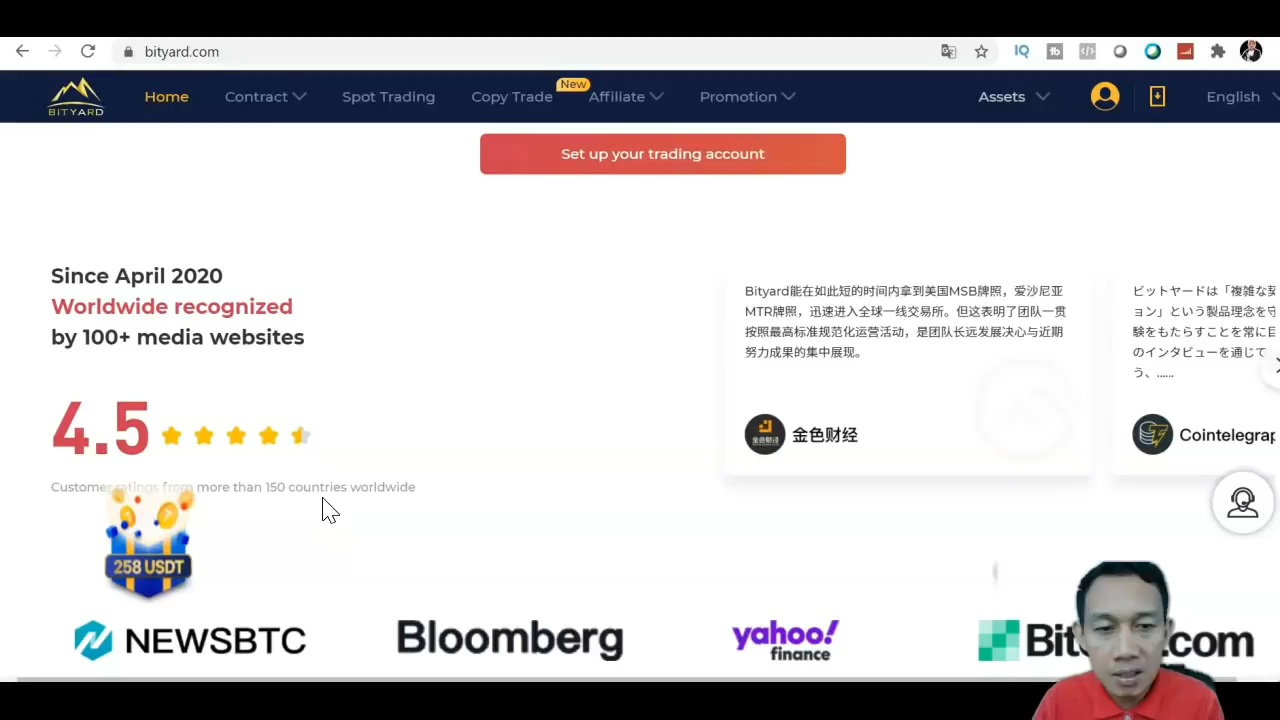 bityard.com
BITYARD
Home
Contract
Spot Trading
Copy Trade
New
Affiliate
Promotion
Assets
English
Set up your trading account
Since April 2020
Worldwide recognized
by 100+ media websites
4.5
Customer ratings from more than 150 countries worldwide
258 USDT
Bityard能在如此短的时间内拿到美国MSB牌照，爱沙尼亚
MTR牌照，迅速进入全球一线交易所。但这表明了团队一贯
按照最高标准规范化运营活动，是团队长远发展决心与近期
努力成果的集中展现。
金色财经
ビットヤードは「複雑な契
ョン」という製品理念を守
験をもたらすことを常に目
のインタビューを通じて
う、......
Cointelegrap
NEWSBTC
Bloomberg
yahoo!
finance
.com